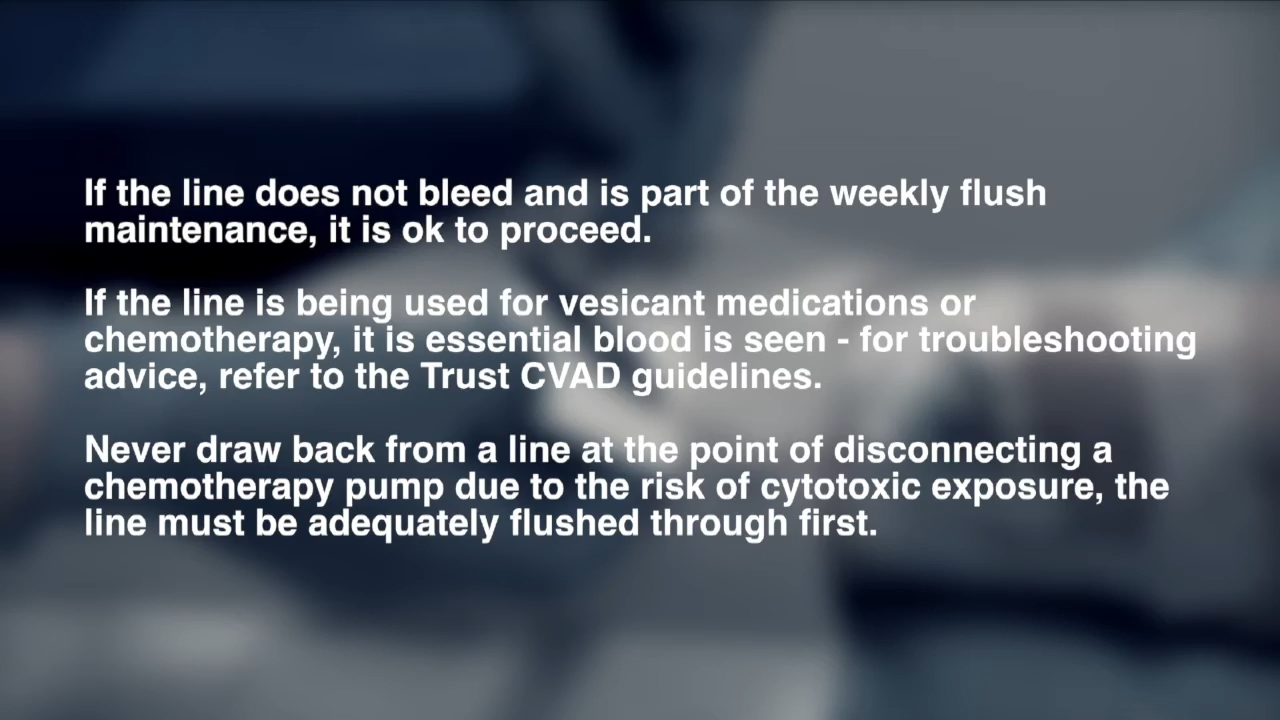 If the line does not bleed and is part of the weekly flush
maintenance, it is ok to proceed.
If the line is being used for vesicant medications or
chemotherapy, it is essential blood is seen - for troubleshooting
advice, refer to the Trust CVAD guidelines.
Never draw back from a line at the point of disconnecting a
chemotherapy pump due to the risk of cytotoxic exposure, the
line must be adequately flushed through first.